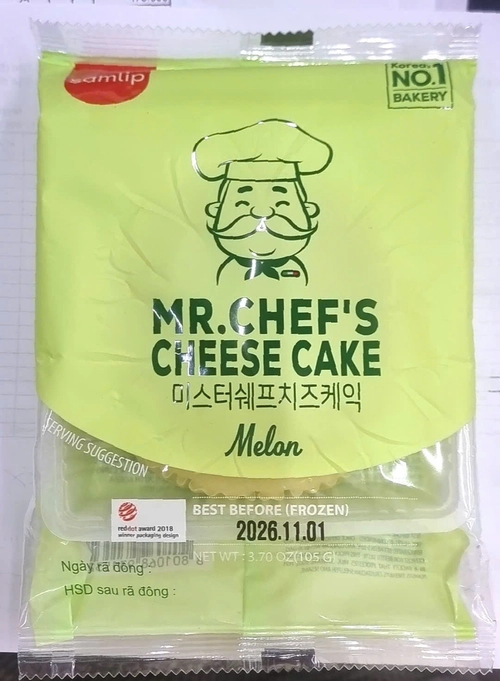 samlip
Korea.
NO.1
BAKERY
MR.CHEF'S
CHEESE CAKE
미스터쉐프치즈케익
Melon
SERVING SUGGESTION
BEST BEFORE (FROZEN)
2026.11.01
reddot award 2018
winner packaging design
NET WT : 3.70 OZ(105 G)
Ngày rã đông :
HSD sau rã đông :